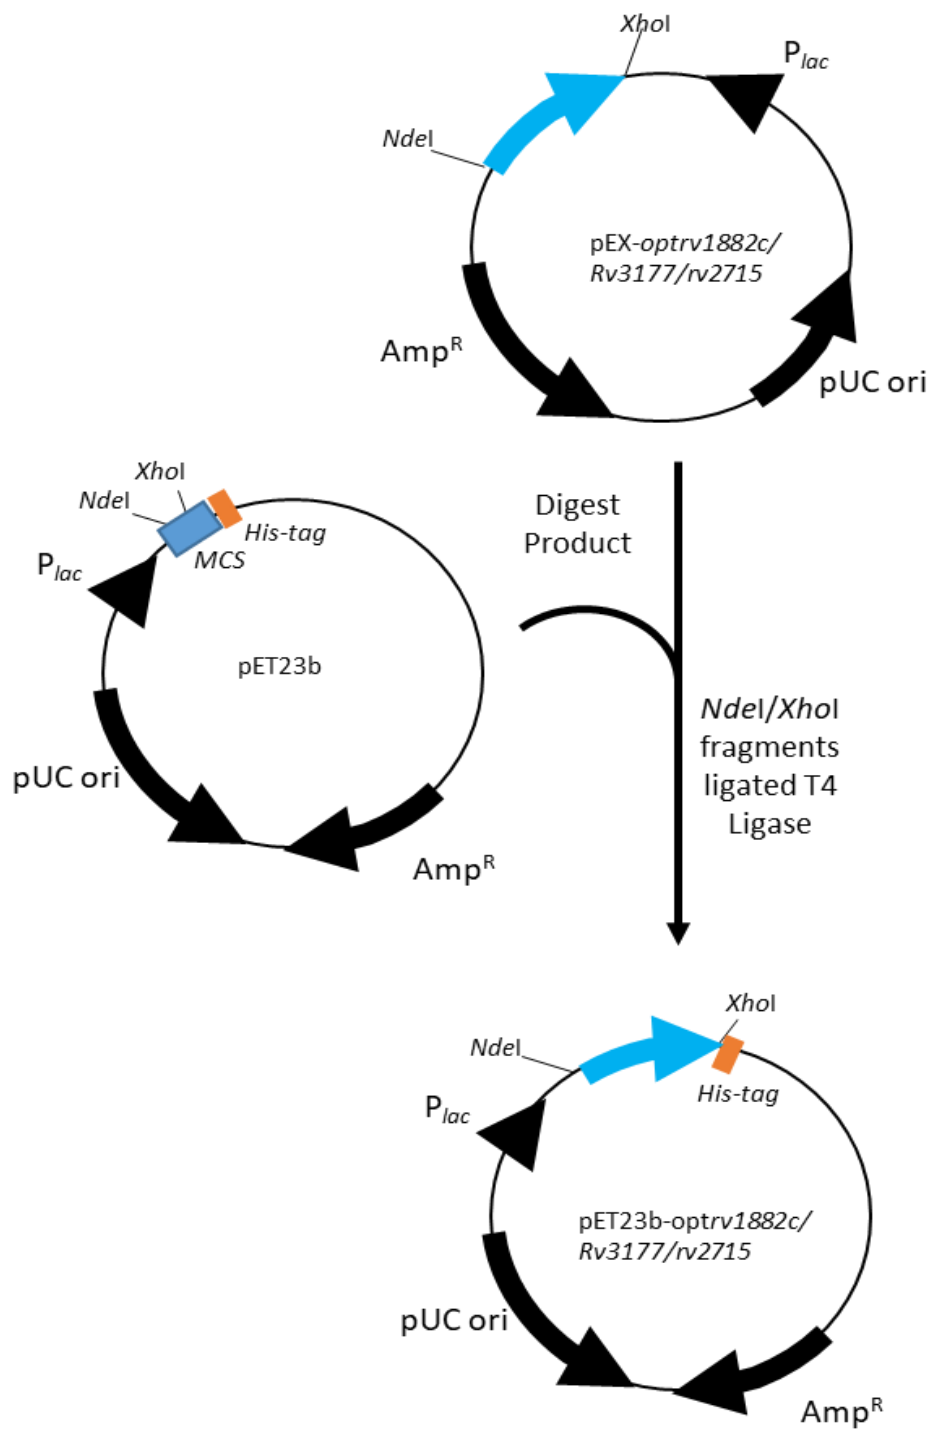 XhoI
Plac
NdeI
pEX-optrv1882c/
Rv3177/rv2715
AmpR
pUC ori
XhoI
NdeI
His-tag
MCS
Plac
pET23b
pUC ori
AmpR
Digest
Product
NdeI/XhoI
fragments
ligated T4
Ligase
XhoI
NdeI
His-tag
Plac
pET23b-optrv1882c/
Rv3177/rv2715
pUC ori
AmpR